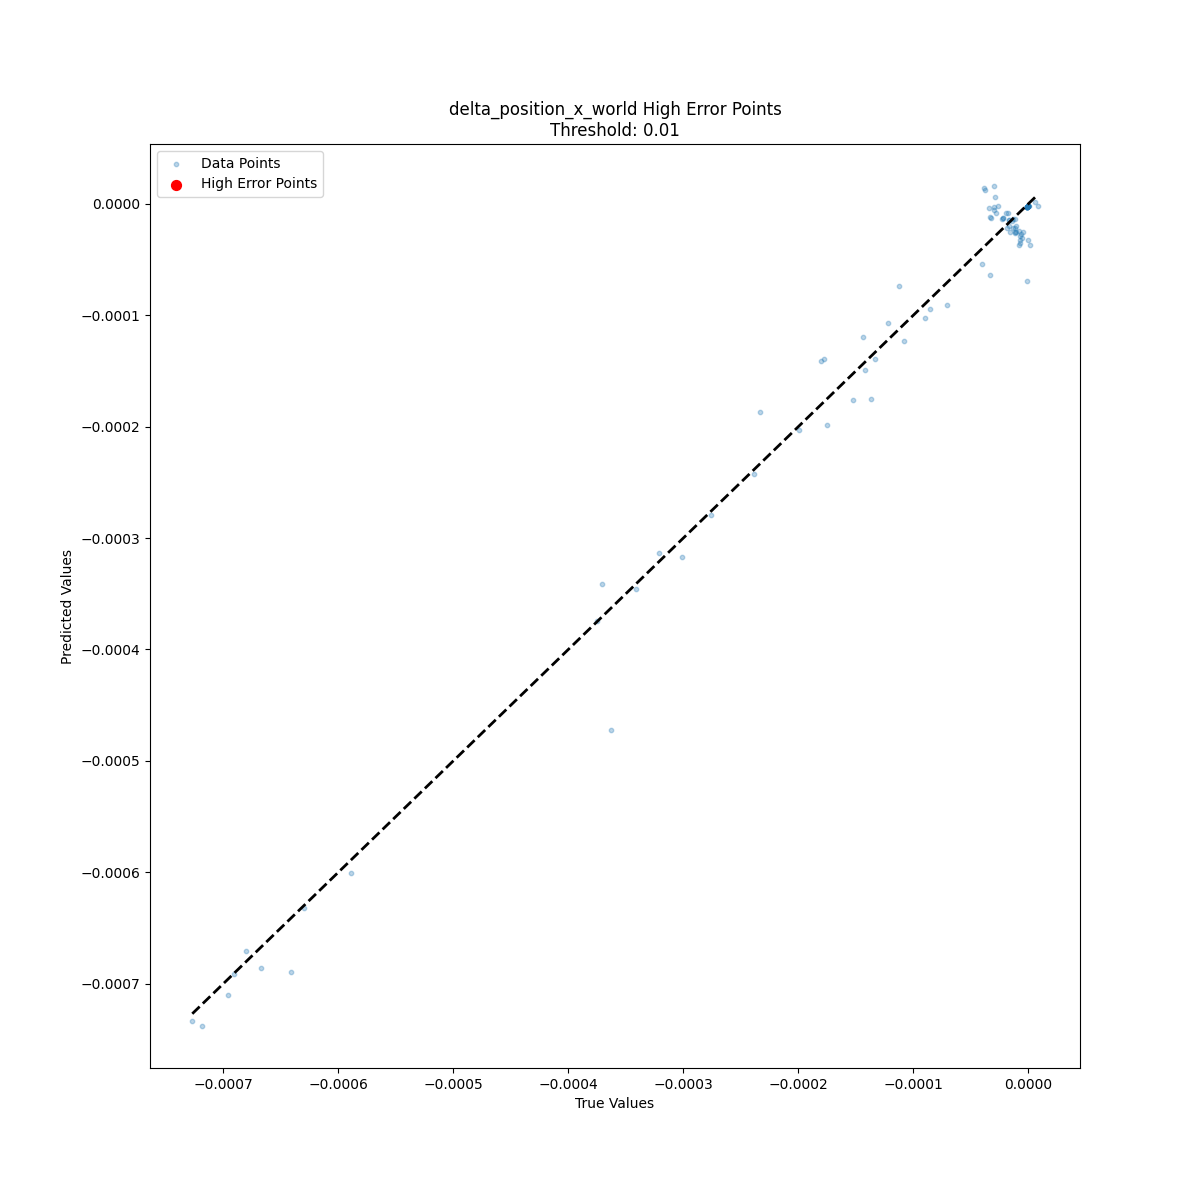 delta_position_x_world High Error Points
Threshold: 0.01
Data Points
High Error Points
0.0000
−0.0001
−0.0002
−0.0003
−0.0004
−0.0005
−0.0006
−0.0007
Predicted Values
−0.0007 −0.0006 −0.0005 −0.0004 −0.0003 −0.0002 −0.0001 0.0000
True Values